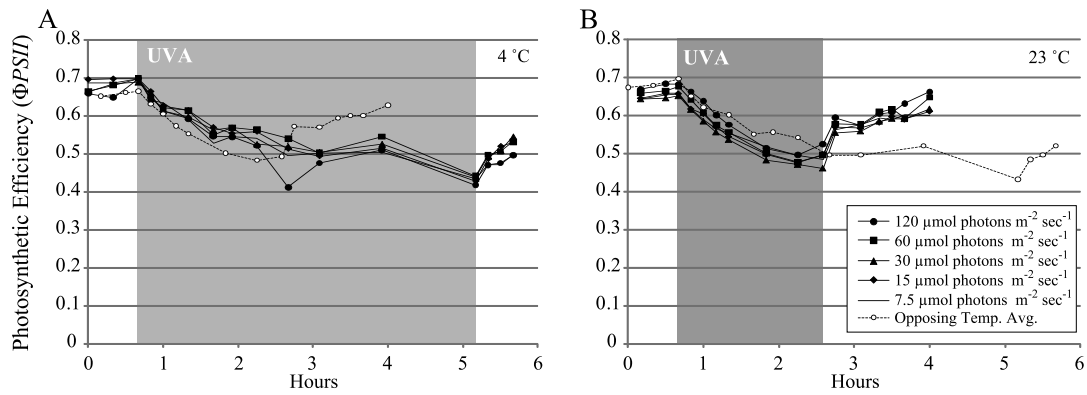 A
B
Photosynthetic Efficiency (ΦPSII)
0.8
0.7
0.6
0.5
0.4
0.3
0.2
0.1
0
UVA
4 ˚C
0 1 2 3 4 5 6
Hours
0.8
0.7
0.6
0.5
0.4
0.3
0.2
0.1
0
UVA
23 ˚C
120 µmol photons m-2 sec-1
60 µmol photons m-2 sec-1
30 µmol photons m-2 sec-1
15 µmol photons m-2 sec-1
7.5 µmol photons m-2 sec-1
Opposing Temp. Avg.
0 1 2 3 4 5 6
Hours